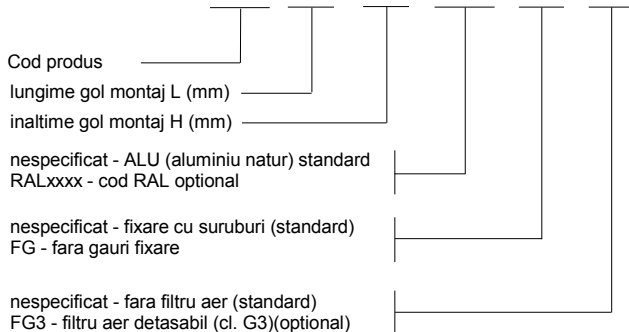 Cod produs
lungime gol montaj L (mm)
inaltime gol montaj H (mm)
nespecificat - ALU (aluminiu natur) standard
RALxxxx - cod RAL optional
nespecificat - fixare cu suruburi (standard)
FG - fara gauri fixare
nespecificat - fara filtru aer (standard)
FG3 - filtru aer detasabil (cl. G3)(optional)